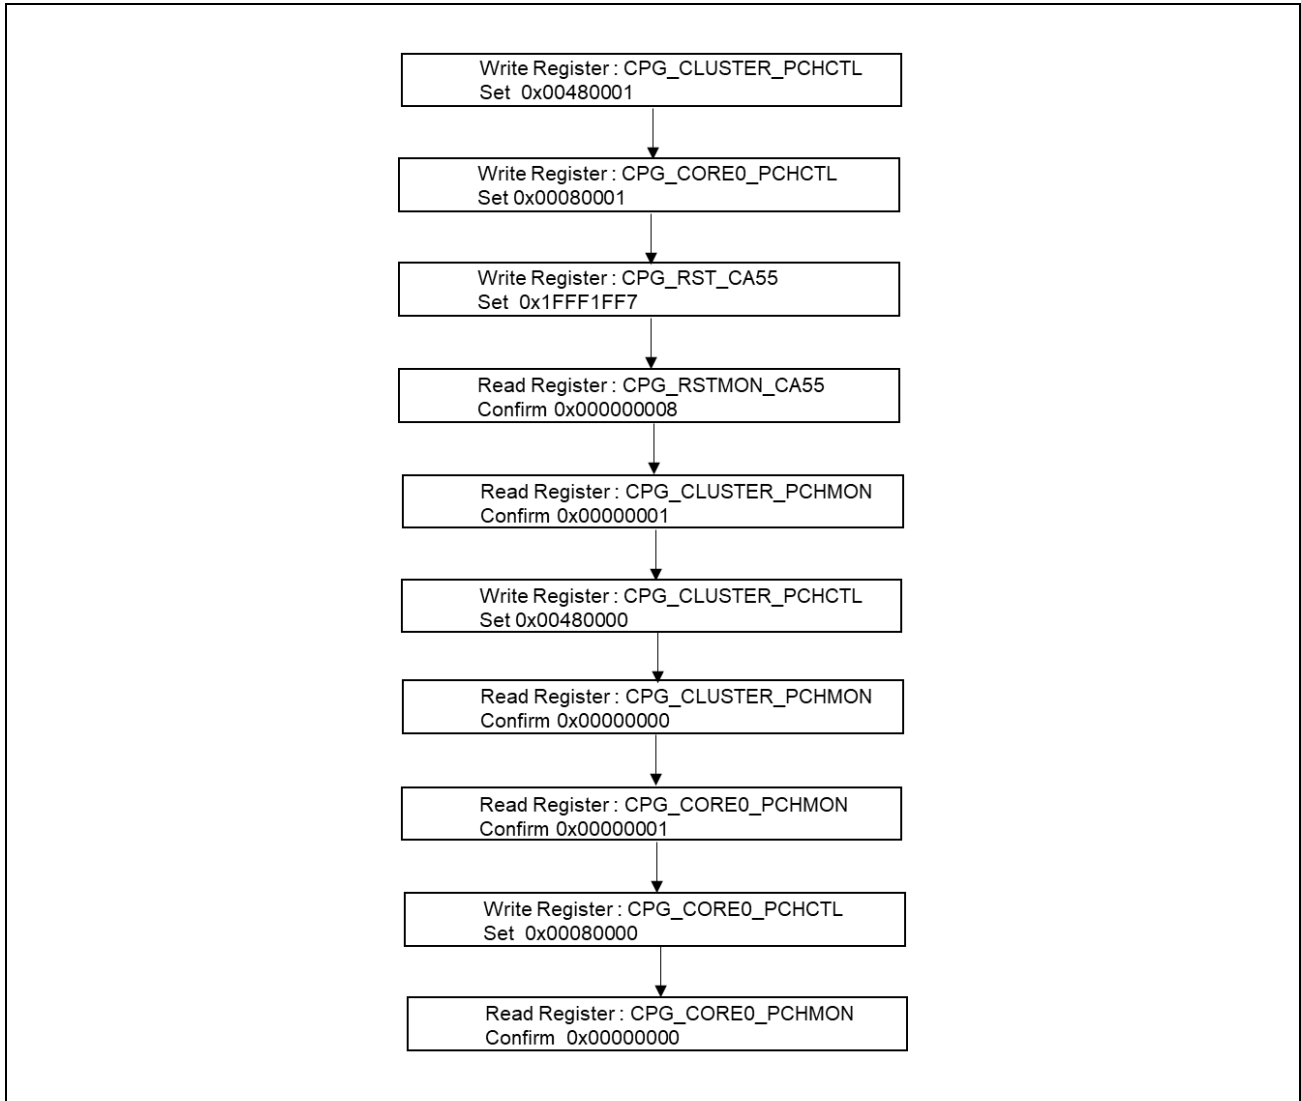 Write Register : CPG_CLUSTER_PCHCTL
Set 0x00480001
Write Register : CPG_CORE0_PCHCTL
Set 0x00080001
Write Register : CPG_RST_CA55
Set 0x1FFF1FF7
Read Register : CPG_RSTMON_CA55
Confirm 0x000000008
Read Register : CPG_CLUSTER_PCHMON
Confirm 0x00000001
Write Register : CPG_CLUSTER_PCHCTL
Set 0x00480000
Read Register : CPG_CLUSTER_PCHMON
Confirm 0x00000000
Read Register : CPG_CORE0_PCHMON
Confirm 0x00000001
Write Register : CPG_CORE0_PCHCTL
Set 0x00080000
Read Register : CPG_CORE0_PCHMON
Confirm 0x00000000